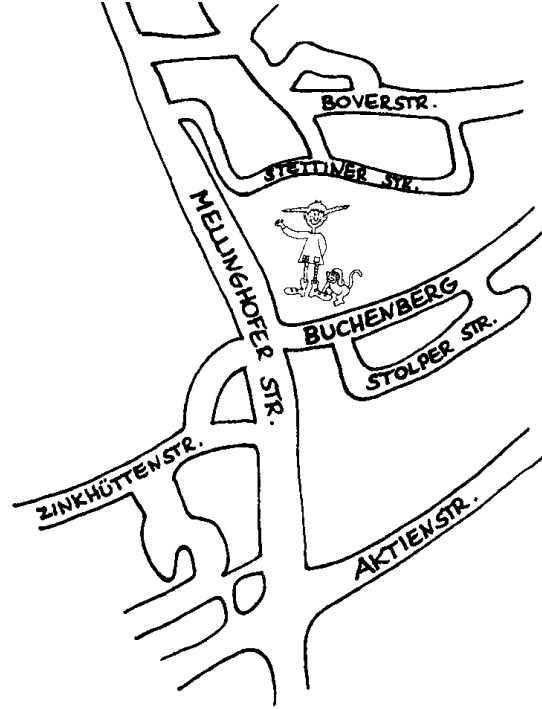 BOVERSTR.
STETTINER STR.
MELLINGHOFER STR.
BUCHENBERG
STOLPER STR.
ZINKHÜTTENSTR.
AKTIENSTR.